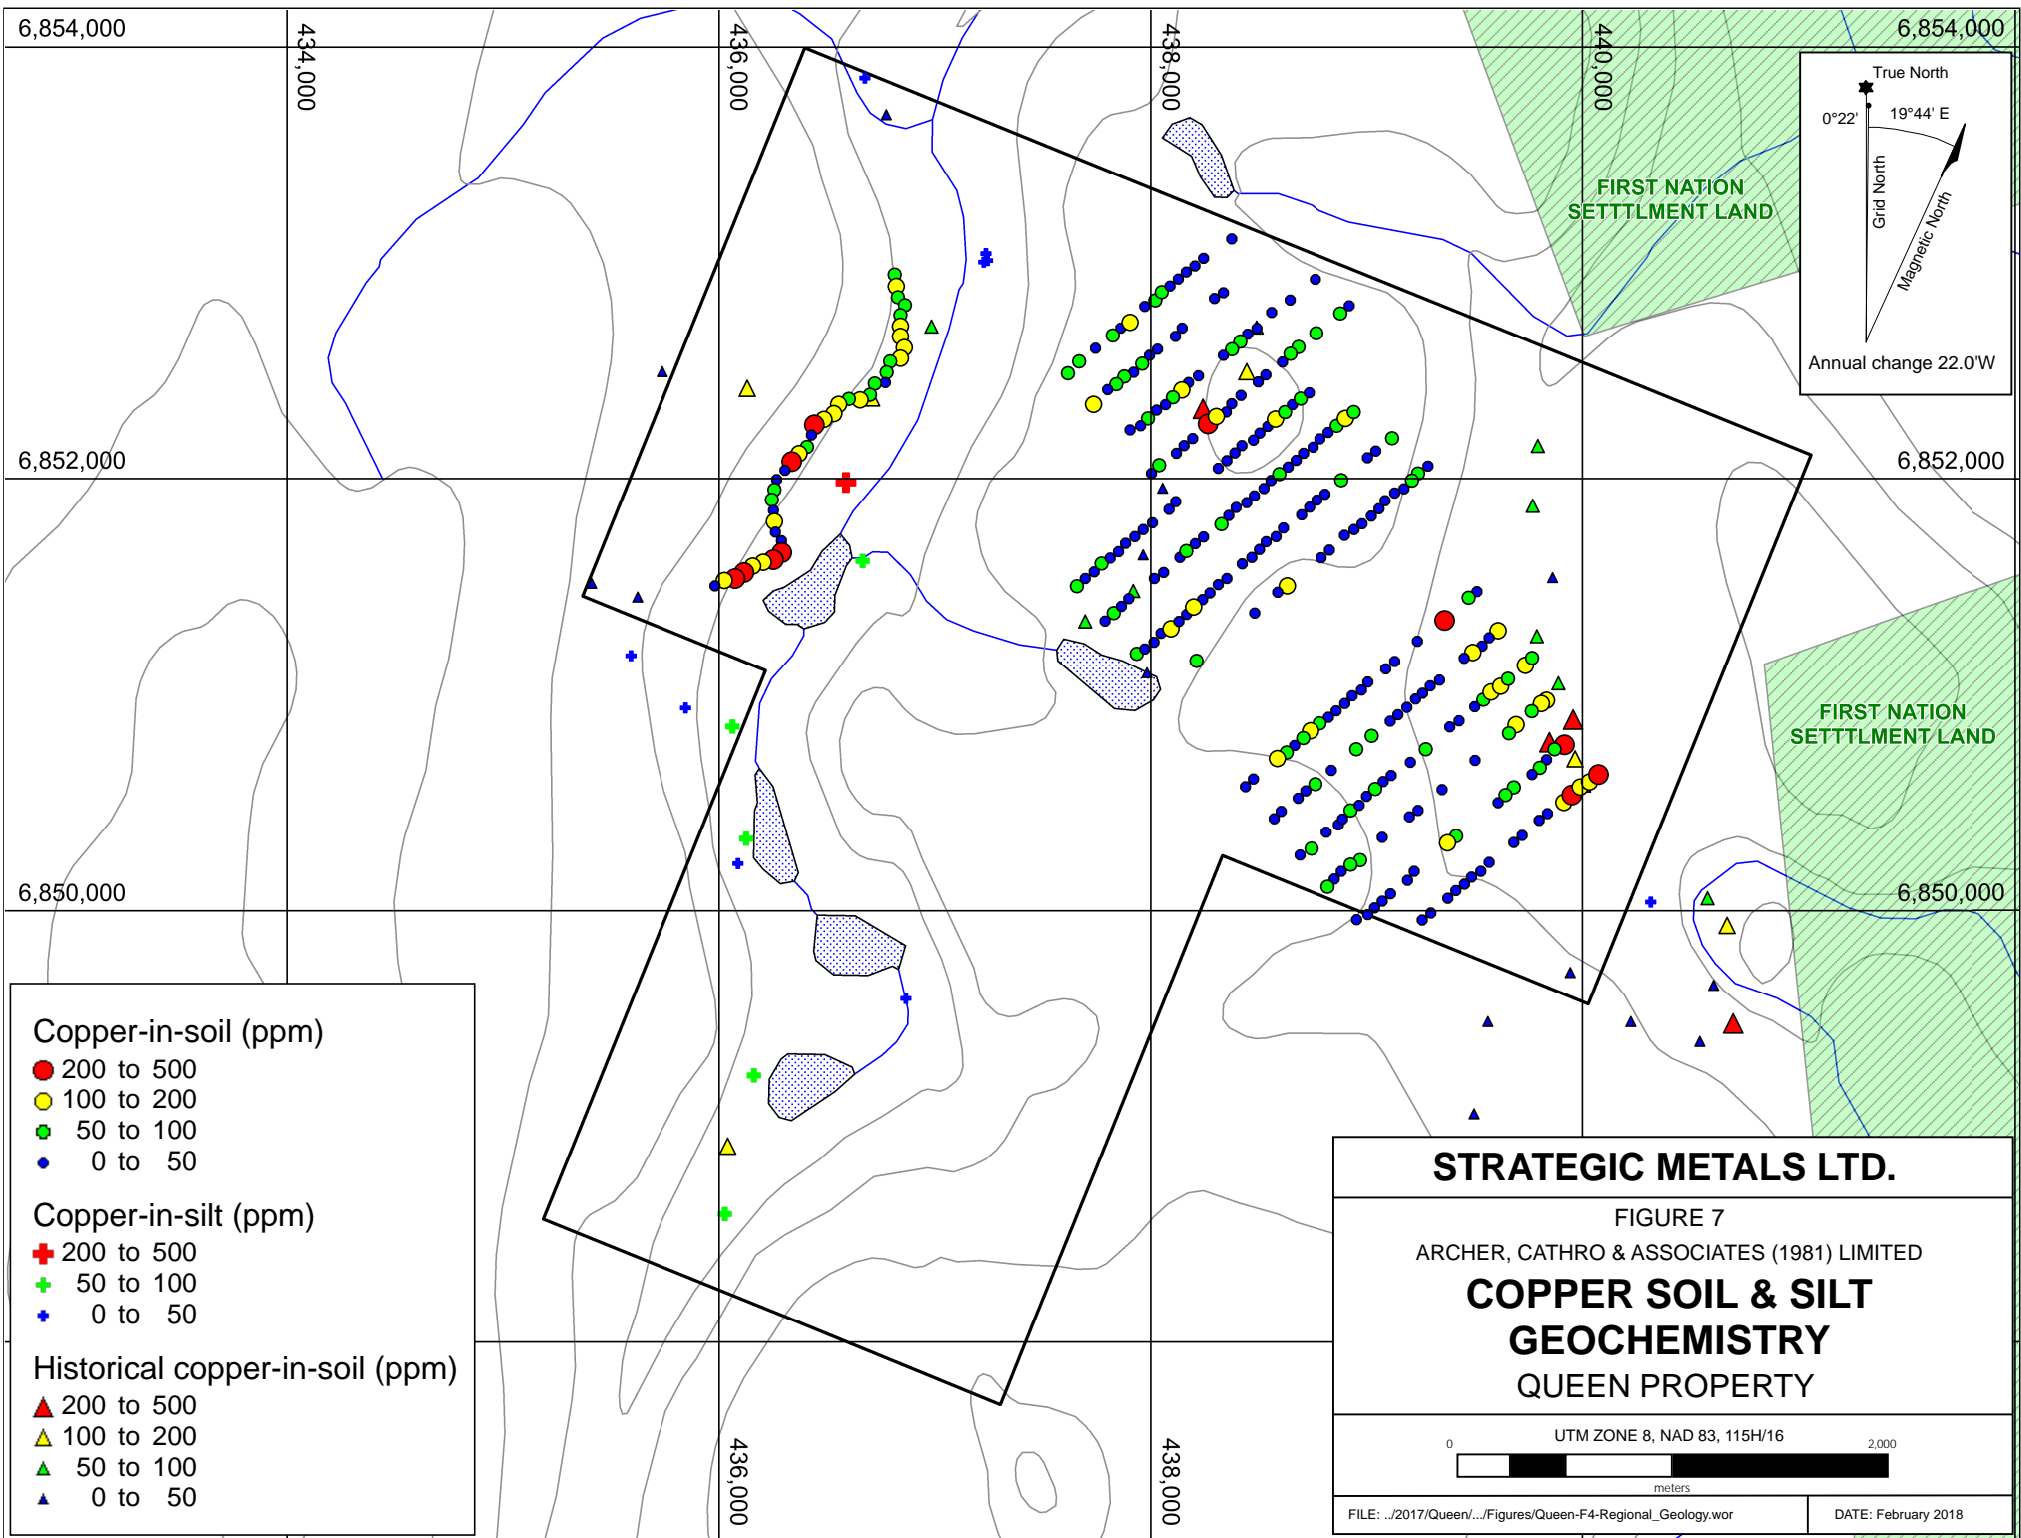 6,854,000
434,000
436,000
438,000
440,000
6,854,000
True North
0°22'
19°44' E
Grid North
Magnetic North
Annual change 22.0'W
FIRST NATION
SETTTLMENT LAND
6,852,000
6,852,000
FIRST NATION
SETTTLMENT LAND
6,850,000
6,850,000
Copper-in-soil (ppm)
200 to 500
100 to 200
50 to 100
0 to 50
Copper-in-silt (ppm)
200 to 500
50 to 100
0 to 50
Historical copper-in-soil (ppm)
200 to 500
100 to 200
50 to 100
0 to 50
436,000
438,000
STRATEGIC METALS LTD.
FIGURE 7
ARCHER, CATHRO & ASSOCIATES (1981) LIMITED
COPPER SOIL & SILT
GEOCHEMISTRY
QUEEN PROPERTY
UTM ZONE 8, NAD 83, 115H/16
0 2,000
meters
FILE: ../2017/Queen/.../Figures/Queen-F4-Regional_Geology.wor
DATE: February 2018